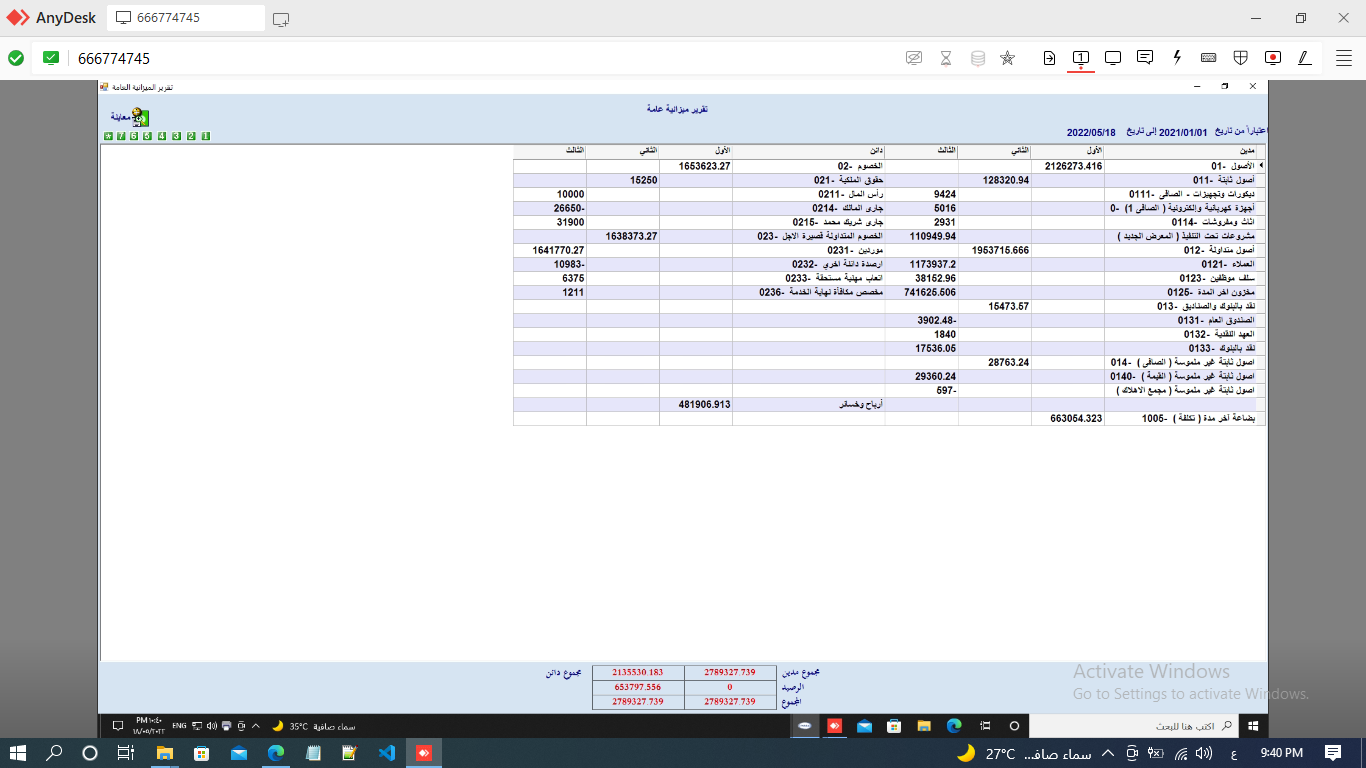 AnyDesk 666774745
666774745
تقرير الميزانية العامة
معاينة
تقرير ميزانية عامة
اعتباراً من تاريخ 2021/01/01 إلى تاريخ 2022/05/18
* 7 6 5 4 3 2 1
مدين الأول الثاني الثالث دائن الأول الثاني الثالث
الأصول -01 2126273.416 الخصوم -02 1653623.27
أصول ثابتة -011 128320.94 حقوق الملكية -021 15250
ديكورات وتجهيزات - الصافي -0111 9424 رأس المال -0211 10000
أجهزة كهربائية وإلكترونية ( الصافى 1) -0 5016 جارى المالك -0214 26650-
اثاث ومفروشات -0114 2931 جارى شريك محمد -0215 31900
مشروعات تحت التنفيذ ( المعرض الجديد ) 110949.94 الخصوم المتداولة قصيرة الاجل -023 1638373.27
أصول متداولة -012 1953715.666 موردين -0231 1641770.27
العملاء -0121 1173937.2 ارصدة دائنة اخري -0232 10983-
سلف موظفين -0123 38152.96 اتعاب مهنية مستحقة -0233 6375
مخزون اخر المدة -0125 741625.506 مخصص مكافأة نهاية الخدمة -0236 1211
نقد بالبنوك والصناديق -013 15473.57
الصندوق العام -0131 3902.48-
العهد النقدية -0132 1840
نقد بالبنوك -0133 17536.05
اصول ثابتة غير ملموسة ( الصافى ) -014 28763.24
اصول ثابتة غير ملموسة ( القيمة ) -0140 29360.24
اصول ثابتة غير ملموسة ( مجمع الاهلاك ) 597-
أرباح وخسائر 481906.913
بضاعة آخر مدة ( تكلفة ) -1005 663054.323
مجموع مدين 2789327.739 2135530.183 مجموع دائن
الرصيد 0 653797.556
المجموع 2789327.739 2789327.739
Activate Windows
Go to Settings to activate Windows.
PM ١٠:٤٠
١٨/٠٥/٢٠٢٢
ENG
35°C سماء صافية
اكتب هنا للبحث
27°C سماء صافـ...
ع
9:40 PM